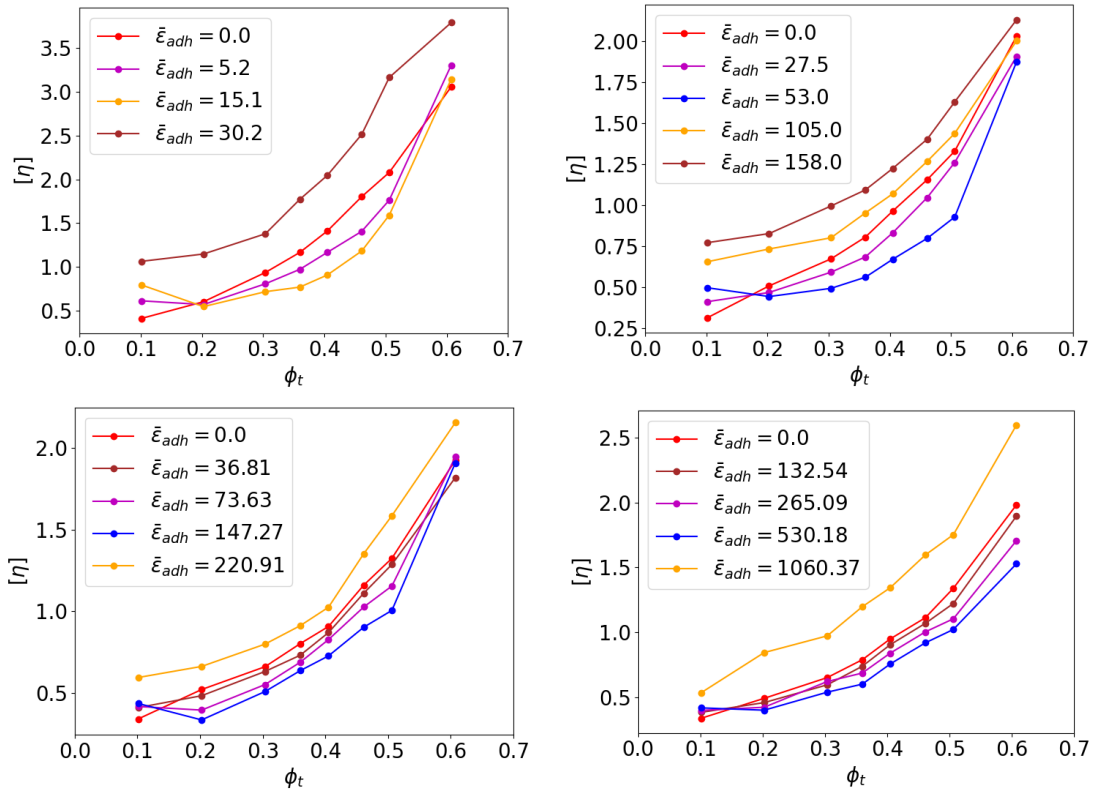 ε̄_adh = 0.0
ε̄_adh = 5.2
ε̄_adh = 15.1
ε̄_adh = 30.2
3.5
3.0
2.5
2.0
1.5
1.0
0.5
[η]
0.0 0.1 0.2 0.3 0.4 0.5 0.6 0.7
ϕ_t
ε̄_adh = 0.0
ε̄_adh = 27.5
ε̄_adh = 53.0
ε̄_adh = 105.0
ε̄_adh = 158.0
2.00
1.75
1.50
1.25
1.00
0.75
0.50
0.25
[η]
0.0 0.1 0.2 0.3 0.4 0.5 0.6 0.7
ϕ_t
ε̄_adh = 0.0
ε̄_adh = 36.81
ε̄_adh = 73.63
ε̄_adh = 147.27
ε̄_adh = 220.91
2.0
1.5
1.0
0.5
[η]
0.0 0.1 0.2 0.3 0.4 0.5 0.6 0.7
ϕ_t
ε̄_adh = 0.0
ε̄_adh = 132.54
ε̄_adh = 265.09
ε̄_adh = 530.18
ε̄_adh = 1060.37
2.5
2.0
1.5
1.0
0.5
[η]
0.0 0.1 0.2 0.3 0.4 0.5 0.6 0.7
ϕ_t